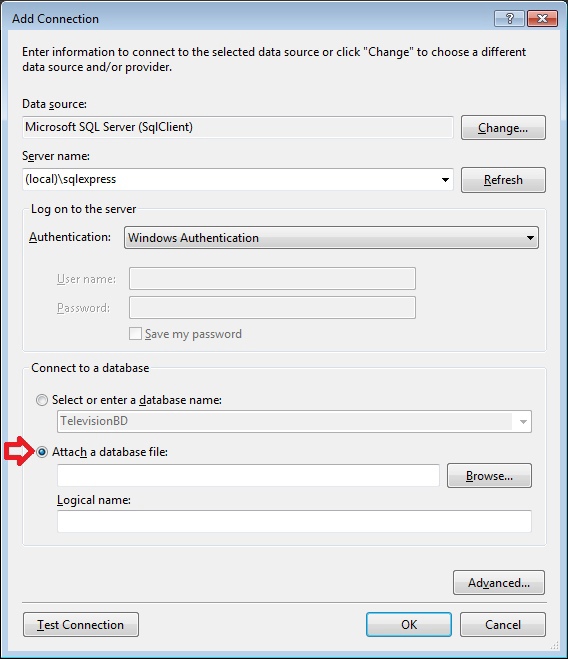 Add Connection
?
Enter information to connect to the selected data source or click "Change" to choose a different
data source and/or provider.
Data source:
Microsoft SQL Server (SqlClient)
Change...
Server name:
(local)\sqlexpress
Refresh
Log on to the server
Authentication:
Windows Authentication
User name:
Password:
Save my password
Connect to a database
Select or enter a database name:
TelevisionBD
Attach a database file:
Browse...
Logical name:
Advanced...
Test Connection
OK
Cancel